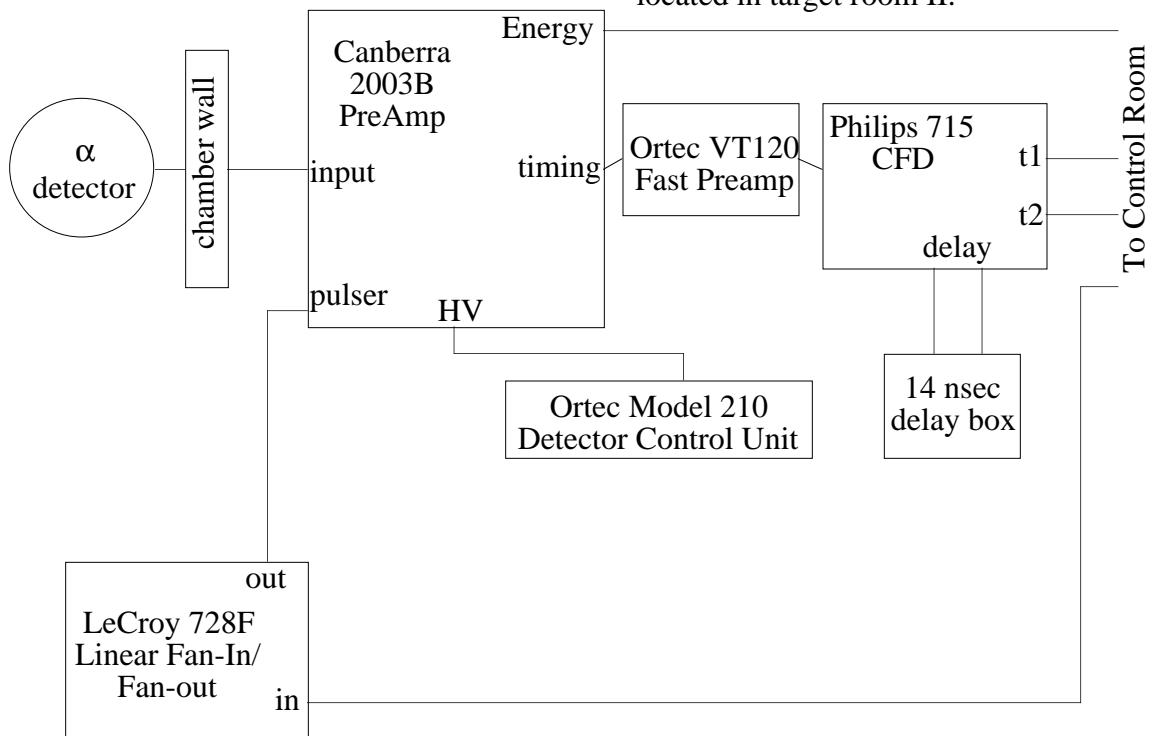 located in target room II.
Energy
Canberra
2003B
PreAmp
input
timing
pulser
HV
α
detector
chamber wall
Ortec VT120
Fast Preamp
Philips 715
CFD
t1
t2
delay
To Control Room
14 nsec
delay box
Ortec Model 210
Detector Control Unit
out
LeCroy 728F
Linear Fan-In/
Fan-out
in